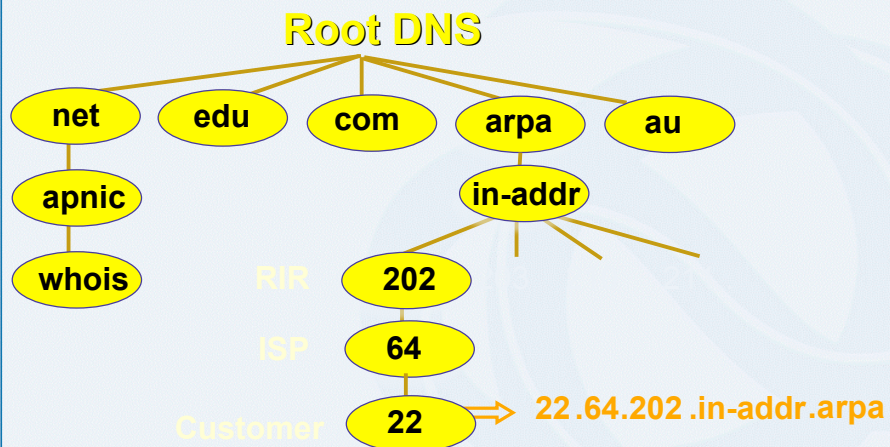 Root DNS
net edu com arpa au
apnic in-addr
whois RIR 202
ISP 64
Customer 22 22.64.202 .in-addr.arpa